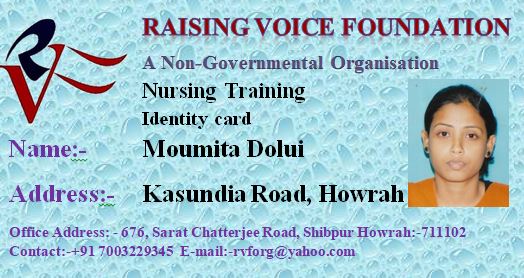 RV
RAISING VOICE FOUNDATION
A Non-Governmental Organisation
Nursing Training
Identity card
Name:- Moumita Dolui
Address:- Kasundia Road, Howrah
Office Address: - 676, Sarat Chatterjee Road, Shibpur Howrah:-711102
Contact:-+91 7003229345 E-mail:-rvforg@yahoo.com